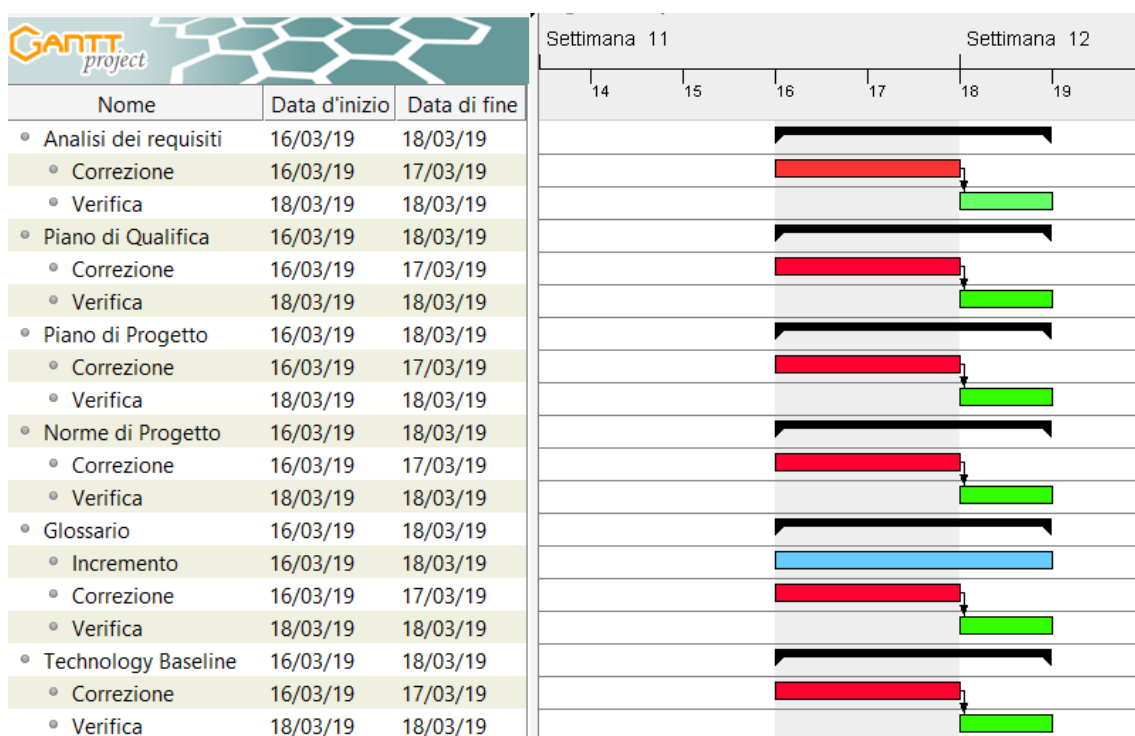 GANTT
project
Settimana 11 Settimana 12
14 15 16 17 18 19
Nome Data d'inizio Data di fine
Analisi dei requisiti 16/03/19 18/03/19
Correzione 16/03/19 17/03/19
Verifica 18/03/19 18/03/19
Piano di Qualifica 16/03/19 18/03/19
Correzione 16/03/19 17/03/19
Verifica 18/03/19 18/03/19
Piano di Progetto 16/03/19 18/03/19
Correzione 16/03/19 17/03/19
Verifica 18/03/19 18/03/19
Norme di Progetto 16/03/19 18/03/19
Correzione 16/03/19 17/03/19
Verifica 18/03/19 18/03/19
Glossario 16/03/19 18/03/19
Incremento 16/03/19 18/03/19
Correzione 16/03/19 17/03/19
Verifica 18/03/19 18/03/19
Technology Baseline 16/03/19 18/03/19
Correzione 16/03/19 17/03/19
Verifica 18/03/19 18/03/19